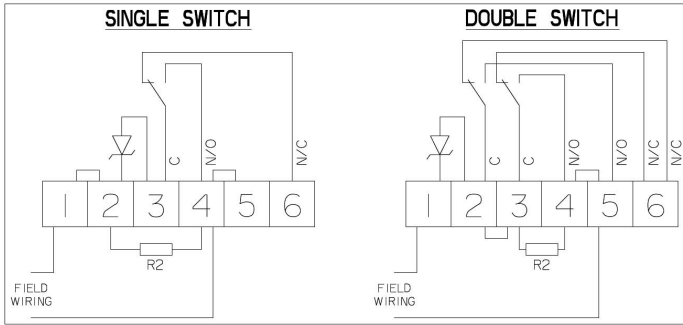 SINGLE SWITCH
C
N/O
N/C
1 2 3 4 5 6
R2
FIELD
WIRING
DOUBLE SWITCH
C
C
N/O
N/O
N/C
N/C
1 2 3 4 5 6
R2
FIELD
WIRING